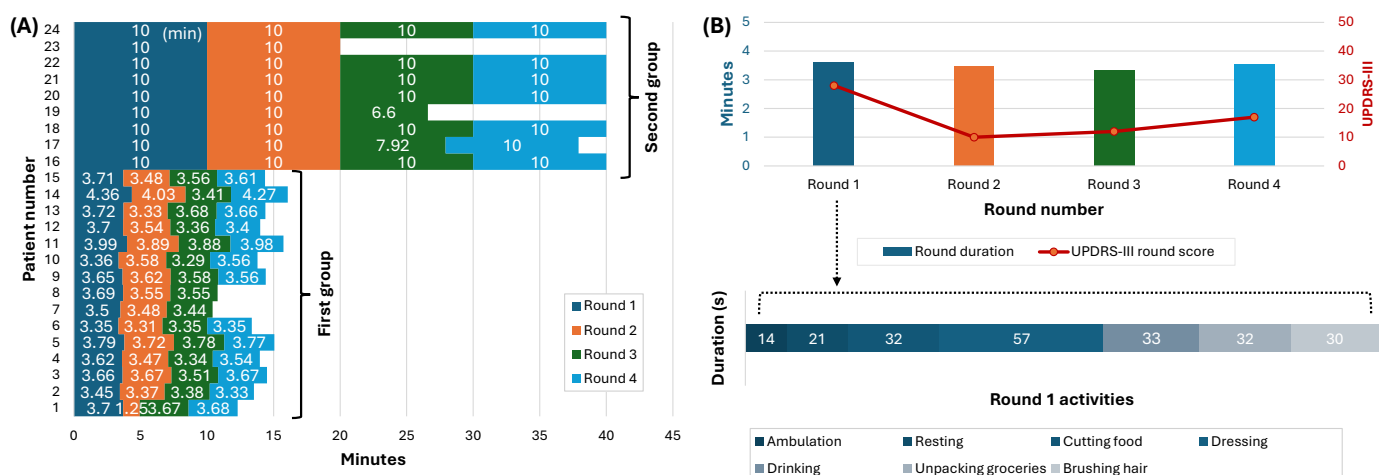 (A)
Patient number
24 10 (min) 10 10 10
23 10 10
22 10 10 10 10
21 10 10 10 10
20 10 10 10 10
19 10 10 6.6
18 10 10 10 10
17 10 10 7.92 10
16 10 10 10 10
15 3.71 3.48 3.56 3.61
14 4.36 4.03 3.41 4.27
13 3.72 3.33 3.68 3.66
12 3.7 3.54 3.36 3.4
11 3.99 3.89 3.88 3.98
10 3.36 3.58 3.29 3.56
9 3.65 3.62 3.58 3.56
8 3.69 3.55 3.55
7 3.5 3.48 3.44
6 3.35 3.31 3.35 3.35
5 3.79 3.72 3.78 3.77
4 3.62 3.47 3.34 3.54
3 3.66 3.67 3.51 3.67
2 3.45 3.37 3.38 3.33
1 3.7 1.25 3.67 3.68
0 5 10 15 20 25 30 35 40 45
Minutes
Second group
First group
Round 1
Round 2
Round 3
Round 4
(B)
Minutes
5
4
3
2
1
0
UPDRS-III
50
40
30
20
10
0
Round 1 Round 2 Round 3 Round 4
Round number
Round duration UPDRS-III round score
Duration (s)
14 21 32 57 33 32 30
Round 1 activities
Ambulation Resting Cutting food Dressing
Drinking Unpacking groceries Brushing hair